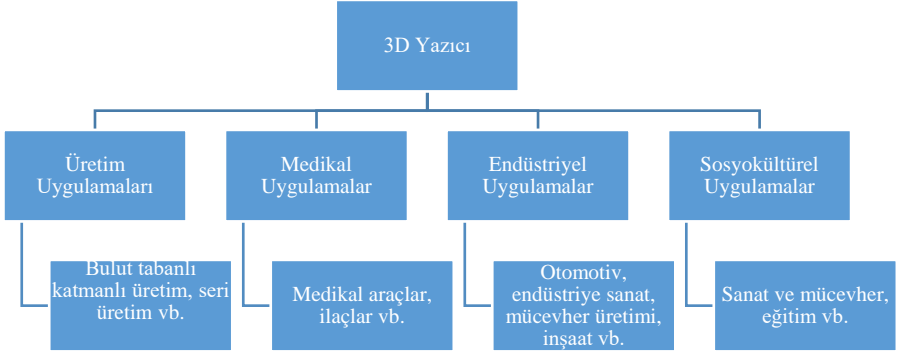 3D Yazıcı
Üretim
Uygulamaları
Medikal
Uygulamalar
Endüstriyel
Uygulamalar
Sosyokültürel
Uygulamalar
Bulut tabanlı
katmanlı üretim, seri
üretim vb.
Medikal araçlar,
ilaçlar vb.
Otomotiv,
endüstriye sanat,
mücevher üretimi,
inşaat vb.
Sanat ve mücevher,
eğitim vb.